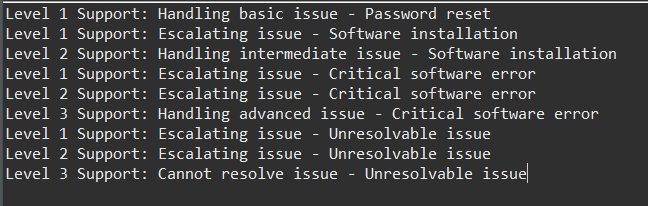 Level 1 Support: Handling basic issue - Password reset
Level 1 Support: Escalating issue - Software installation
Level 2 Support: Handling intermediate issue - Software installation
Level 1 Support: Escalating issue - Critical software error
Level 2 Support: Escalating issue - Critical software error
Level 3 Support: Handling advanced issue - Critical software error
Level 1 Support: Escalating issue - Unresolvable issue
Level 2 Support: Escalating issue - Unresolvable issue
Level 3 Support: Cannot resolve issue - Unresolvable issue